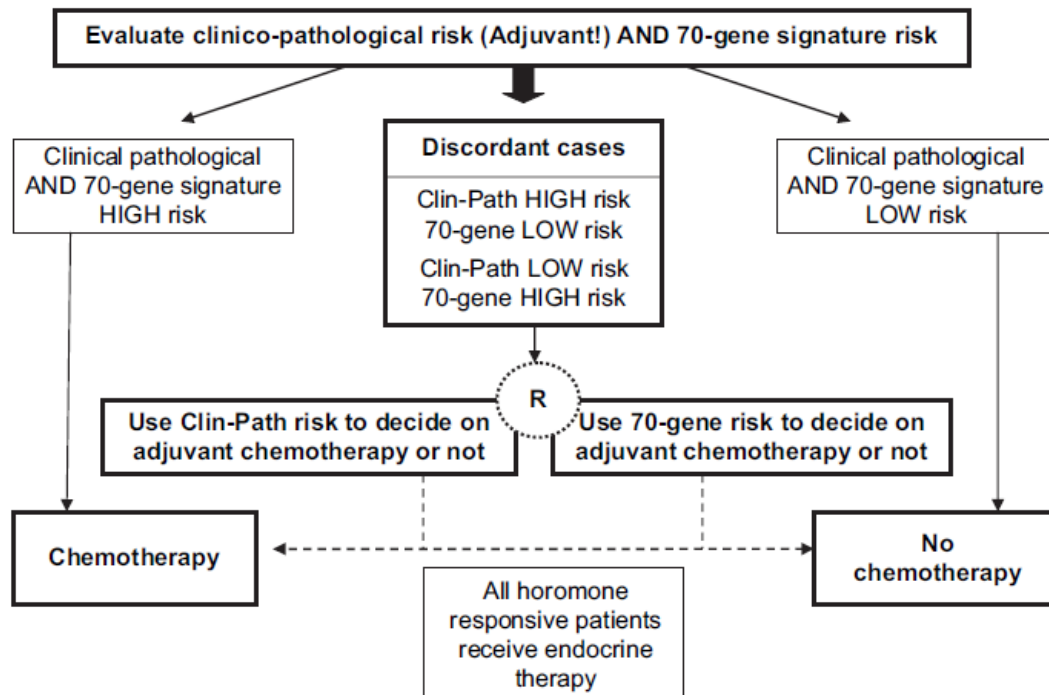 Evaluate clinico-pathological risk (Adjuvant!) AND 70-gene signature risk
Clinical pathological
AND 70-gene signature
HIGH risk
Discordant cases
Clin-Path HIGH risk
70-gene LOW risk
Clin-Path LOW risk
70-gene HIGH risk
Clinical pathological
AND 70-gene signature
LOW risk
R
Use Clin-Path risk to decide on
adjuvant chemotherapy or not
Use 70-gene risk to decide on
adjuvant chemotherapy or not
Chemotherapy
No
chemotherapy
All horomone
responsive patients
receive endocrine
therapy